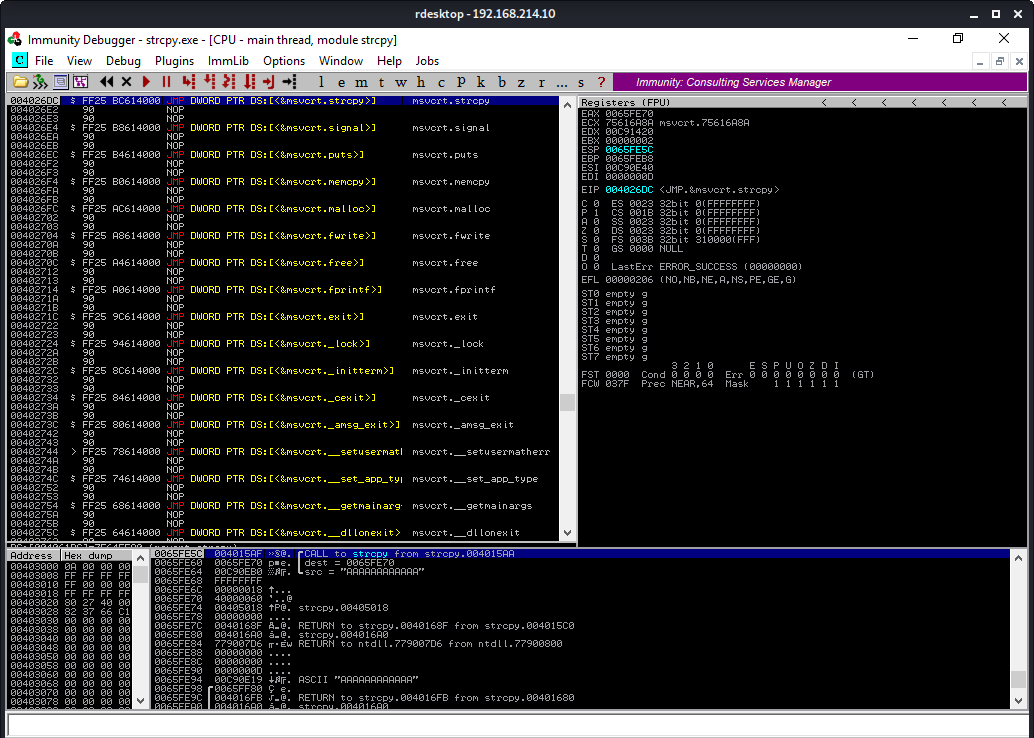 rdesktop - 192.168.214.10
Immunity Debugger - strcpy.exe - [CPU - main thread, module strcpy]
C File View Debug Plugins ImmLib Options Window Help Jobs
l e m t w h c P k b z r ... s ? Immunity: Consulting Services Manager
004026DC $ FF25 BC614000 JMP DWORD PTR DS:[<&msvcrt.strcpy>] msvcrt.strcpy
004026E2 90 NOP
004026E3 90 NOP
004026E4 $ FF25 B8614000 JMP DWORD PTR DS:[<&msvcrt.signal>] msvcrt.signal
004026EA 90 NOP
004026EB 90 NOP
004026EC $ FF25 B4614000 JMP DWORD PTR DS:[<&msvcrt.puts>] msvcrt.puts
004026F2 90 NOP
004026F3 90 NOP
004026F4 $ FF25 B0614000 JMP DWORD PTR DS:[<&msvcrt.memcpy>] msvcrt.memcpy
004026FA 90 NOP
004026FB 90 NOP
004026FC $ FF25 AC614000 JMP DWORD PTR DS:[<&msvcrt.malloc>] msvcrt.malloc
00402702 90 NOP
00402703 90 NOP
00402704 $ FF25 A8614000 JMP DWORD PTR DS:[<&msvcrt.fwrite>] msvcrt.fwrite
0040270A 90 NOP
0040270B 90 NOP
0040270C $ FF25 A4614000 JMP DWORD PTR DS:[<&msvcrt.free>] msvcrt.free
00402712 90 NOP
00402713 90 NOP
00402714 $ FF25 A0614000 JMP DWORD PTR DS:[<&msvcrt.fprintf>] msvcrt.fprintf
0040271A 90 NOP
0040271B 90 NOP
0040271C $ FF25 9C614000 JMP DWORD PTR DS:[<&msvcrt.exit>] msvcrt.exit
00402722 90 NOP
00402723 90 NOP
00402724 $ FF25 94614000 JMP DWORD PTR DS:[<&msvcrt._lock>] msvcrt._lock
0040272A 90 NOP
0040272B 90 NOP
0040272C $ FF25 8C614000 JMP DWORD PTR DS:[<&msvcrt._initterm>] msvcrt._initterm
00402732 90 NOP
00402733 90 NOP
00402734 $ FF25 84614000 JMP DWORD PTR DS:[<&msvcrt._cexit>] msvcrt._cexit
0040273A 90 NOP
0040273B 90 NOP
0040273C $ FF25 80614000 JMP DWORD PTR DS:[<&msvcrt._amsg_exit>] msvcrt._amsg_exit
00402742 90 NOP
00402743 90 NOP
00402744 > FF25 78614000 JMP DWORD PTR DS:[<&msvcrt.__setusermat msvcrt.__setusermatherr
0040274A 90 NOP
0040274B 90 NOP
0040274C $ FF25 74614000 JMP DWORD PTR DS:[<&msvcrt.__set_app_ty msvcrt.__set_app_type
00402752 90 NOP
00402753 90 NOP
00402754 $ FF25 68614000 JMP DWORD PTR DS:[<&msvcrt.__getmainarg msvcrt.__getmainargs
0040275A 90 NOP
0040275B 90 NOP
0040275C $ FF25 64614000 JMP DWORD PTR DS:[<&msvcrt.__dllonexit> msvcrt.__dllonexit
Registers (FPU) < < < < < < <
EAX 0065FE70
ECX 75616A8A msvcrt.75616A8A
EDX 00C91420
EBX 00000002
ESP 0065FE5C
EBP 0065FEB8
ESI 00C90E40
EDI 0000000D
EIP 004026DC <JMP.&msvcrt.strcpy>
C 0 ES 0023 32bit 0(FFFFFFFF)
P 1 CS 001B 32bit 0(FFFFFFFF)
A 0 SS 0023 32bit 0(FFFFFFFF)
Z 0 DS 0023 32bit 0(FFFFFFFF)
S 0 FS 003B 32bit 310000(FFF)
T 0 GS 0000 NULL
D 0
O 0 LastErr ERROR_SUCCESS (00000000)
EFL 00000206 (NO,NB,NE,A,NS,PE,GE,G)
ST0 empty g
ST1 empty g
ST2 empty g
ST3 empty g
ST4 empty g
ST5 empty g
ST6 empty g
ST7 empty g
3 2 1 0 E S P U O Z D I
FST 0000 Cond 0 0 0 0 Err 0 0 0 0 0 0 0 0 (GT)
FCW 037F Prec NEAR,64 Mask 1 1 1 1 1 1
Address Hex dump
00403000 0A 00 00 00
00403008 FF FF FF FF
00403010 FF 00 00 00
00403018 FF FF FF FF
00403020 80 27 40 00
00403028 82 37 66 C1
00403030 00 00 00 00
00403038 00 00 00 00
00403040 00 00 00 00
00403048 00 00 00 00
00403050 00 00 00 00
00403058 00 00 00 00
00403060 00 00 00 00
00403068 00 00 00 00
00403070 00 00 00 00
00403078 00 00 00 00
0065FE5C 004015AF CALL to strcpy from strcpy.004015AA
0065FE60 0065FE70 dest = 0065FE70
0065FE64 00C90EB0 src = "AAAAAAAAAAAA"
0065FE68 FFFFFFFF
0065FE6C 00000018 ↑...
0065FE70 40000060 `..@
0065FE74 00405018 ↑P@. strcpy.00405018
0065FE78 00000000 ....
0065FE7C 0040168F RETURN to strcpy.0040168F from strcpy.004015C0
0065FE80 004016A0 strcpy.004016A0
0065FE84 779007D6 RETURN to ntdll.779007D6 from ntdll.77900800
0065FE88 00000000 ....
0065FE8C 00000000 ....
0065FE90 0000000D ....
0065FE94 00C90E19 ASCII "AAAAAAAAAAAA"
0065FE98 0065FF80 Ç e.
0065FE9C 004016FB RETURN to strcpy.004016FB from strcpy.00401680
0065FEA0 004016A0 strcpy.004016A0